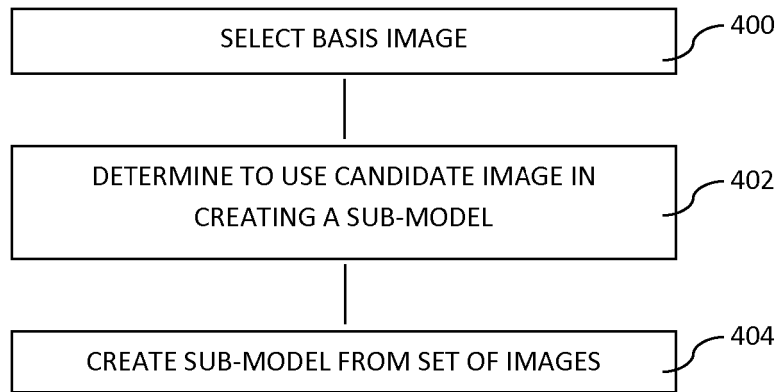 SELECT BASIS IMAGE
400
DETERMINE TO USE CANDIDATE IMAGE IN
CREATING A SUB-MODEL
402
CREATE SUB-MODEL FROM SET OF IMAGES
404